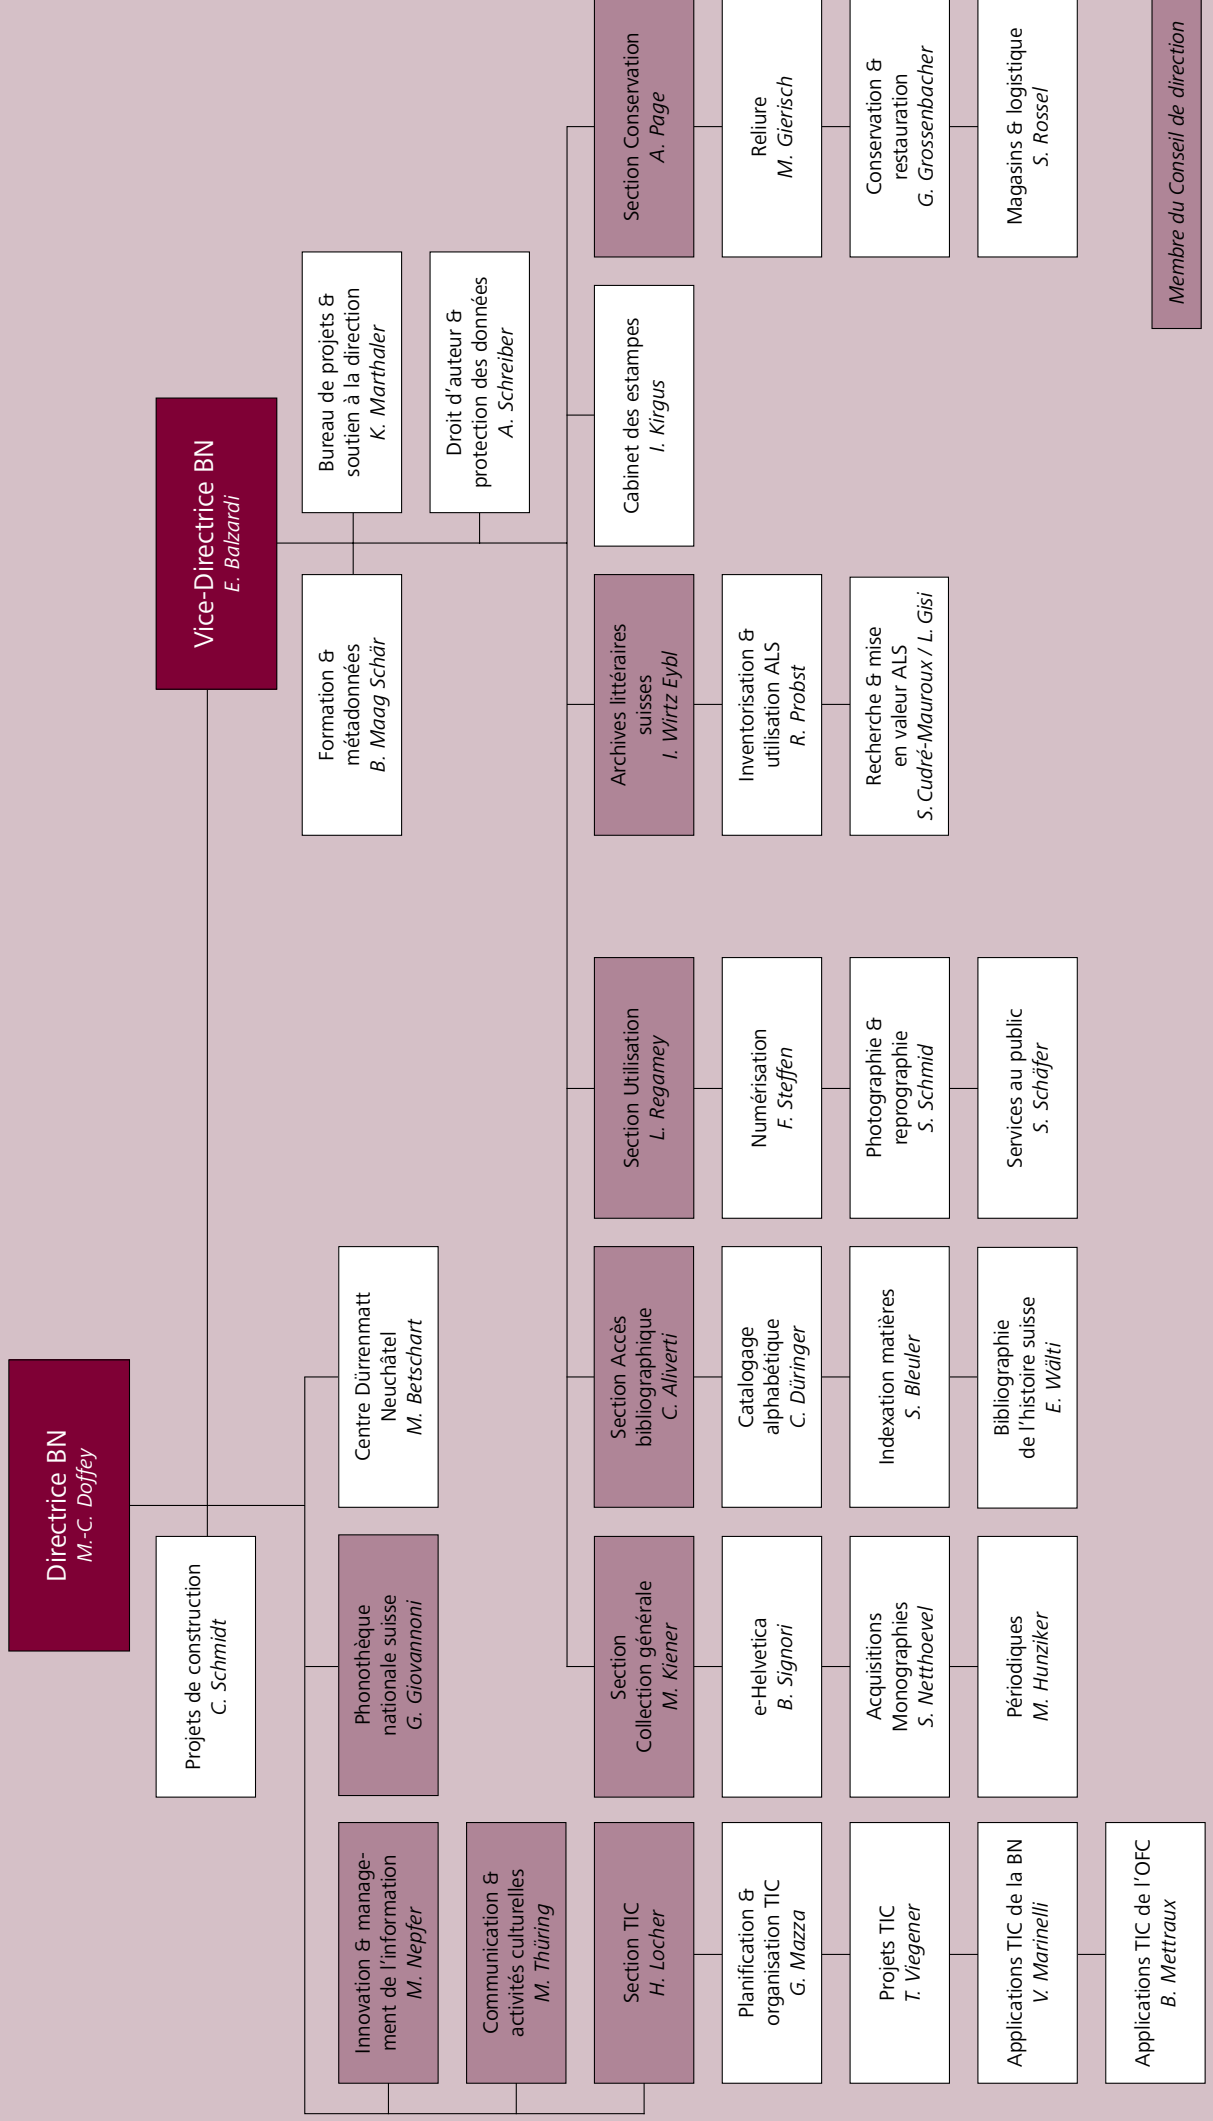 Directrice BN
M.-C. Doffey
Projets de construction
C. Schmidt
Vice-Directrice BN
E. Balzardi
Innovation & manage-
ment de l'information
M. Nepfer
Phonothèque
nationale suisse
G. Giovannoni
Centre Dürrenmatt
Neuchâtel
M. Betschart
Formation &
métadonnées
B. Maag Schär
Bureau de projets &
soutien à la direction
K. Marthaler
Communication &
activités culturelles
M. Thüring
Droit d'auteur &
protection des données
A. Schreiber
Section TIC
H. Locher
Planification &
organisation TIC
G. Mazza
Projets TIC
T. Viegener
Applications TIC de la BN
V. Marinelli
Applications TIC de l'OFC
B. Mettraux
Section
Collection générale
M. Kiener
e-Helvetica
B. Signori
Acquisitions
Monographies
S. Netthoevel
Périodiques
M. Hunziker
Section Accès
bibliographique
C. Aliverti
Catalogage
alphabétique
C. Düringer
Indexation matières
S. Bleuler
Bibliographie
de l'histoire suisse
E. Wälti
Section Utilisation
L. Regamey
Numérisation
F. Steffen
Photographie &
reprographie
S. Schmid
Services au public
S. Schäfer
Archives littéraires
suisses
I. Wirtz Eybl
Inventorisation &
utilisation ALS
R. Probst
Recherche & mise
en valeur ALS
S. Cudré-Mauroux / L. Gisi
Cabinet des estampes
I. Kirgus
Section Conservation
A. Page
Reliure
M. Gierisch
Conservation &
restauration
G. Grossenbacher
Magasins & logistique
S. Rossel
Membre du Conseil de direction